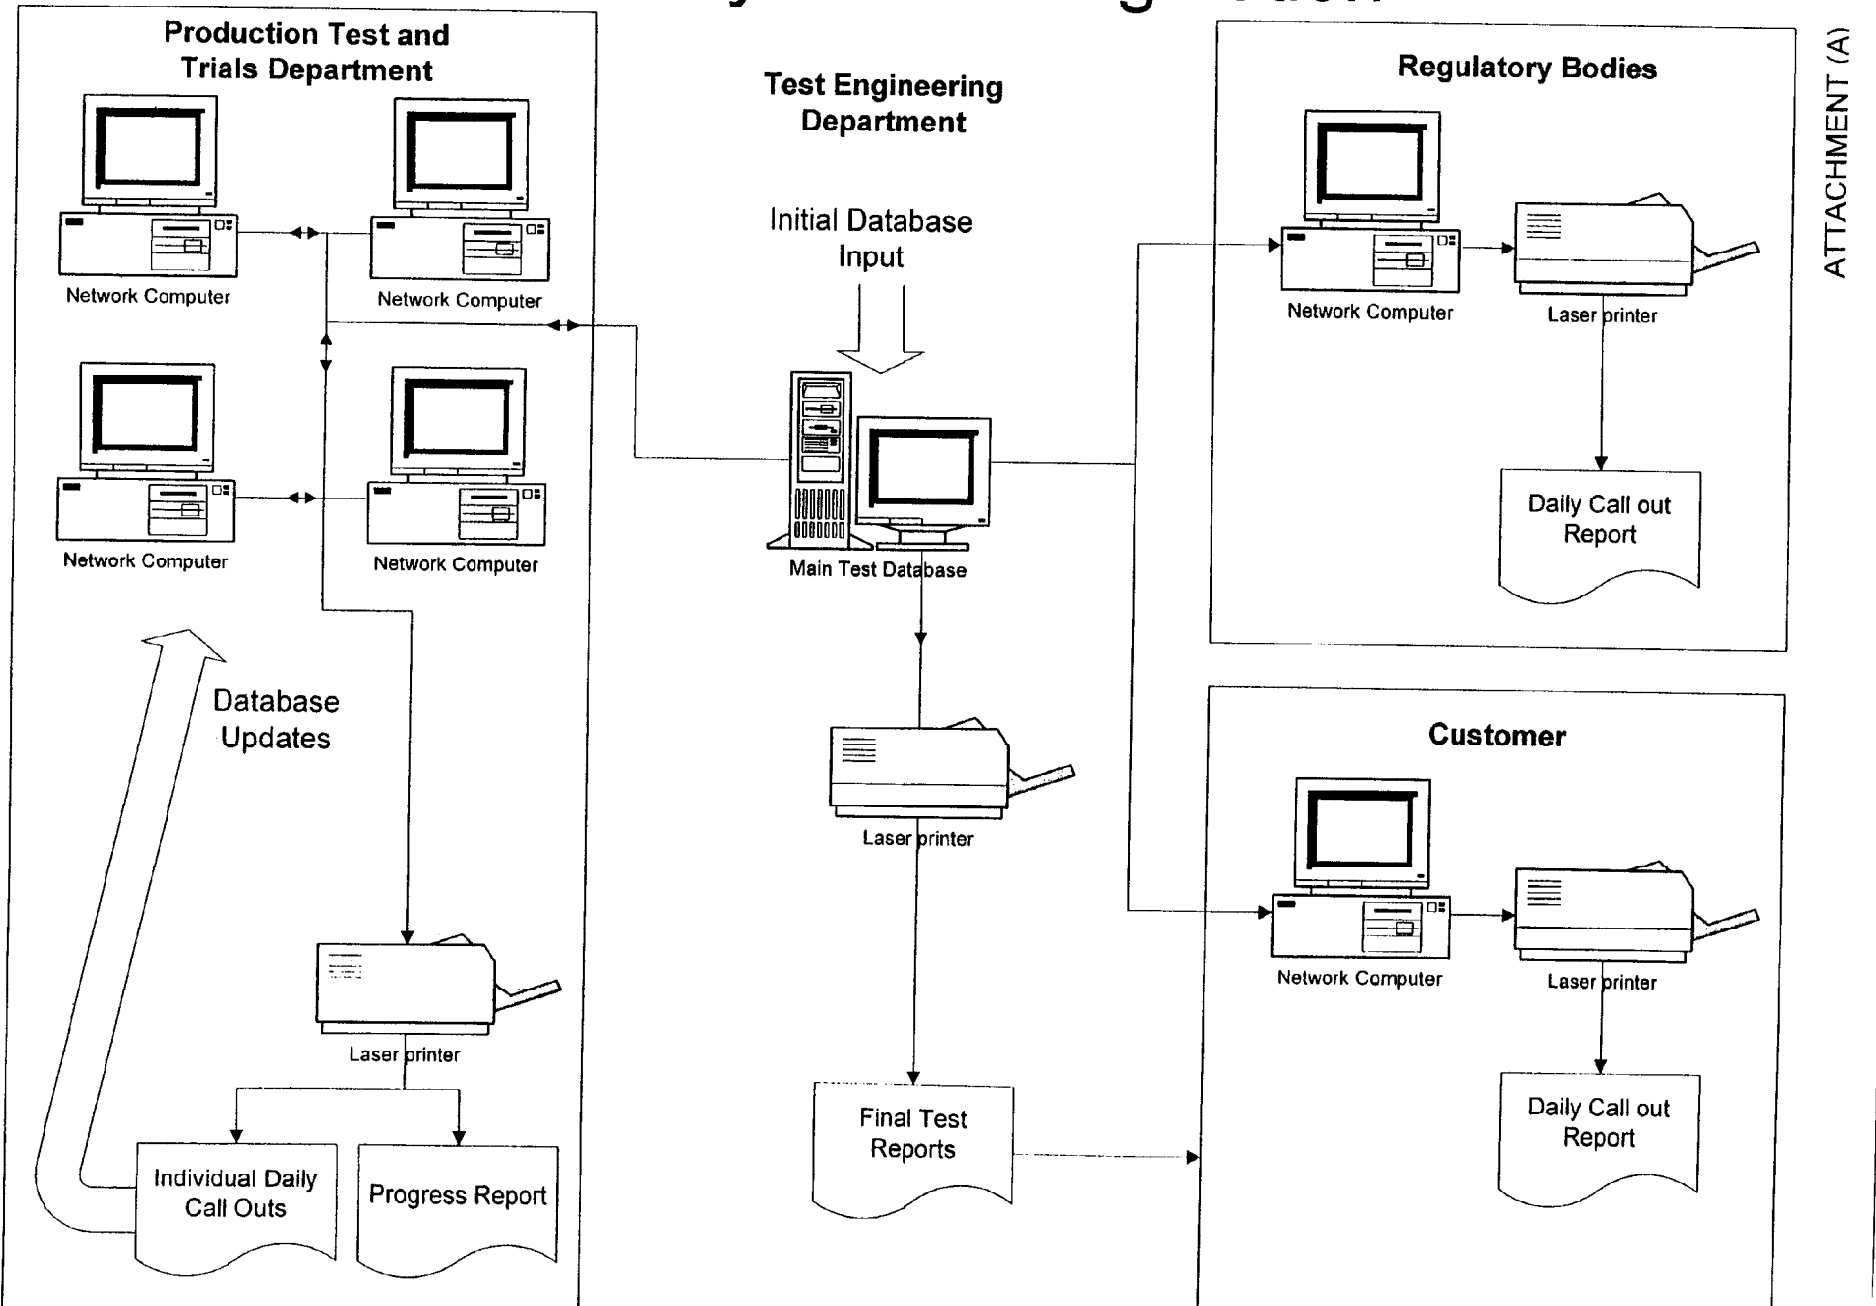 ATTACHMENT (A)
Production Test and
Trials Department
Network Computer
Network Computer
Network Computer
Network Computer
Database
Updates
Laser printer
Individual Daily
Call Outs
Progress Report
Test Engineering
Department
Initial Database
Input
Main Test Database
Laser printer
Final Test
Reports
Regulatory Bodies
Network Computer
Laser printer
Daily Call out
Report
Customer
Network Computer
Laser printer
Daily Call out
Report